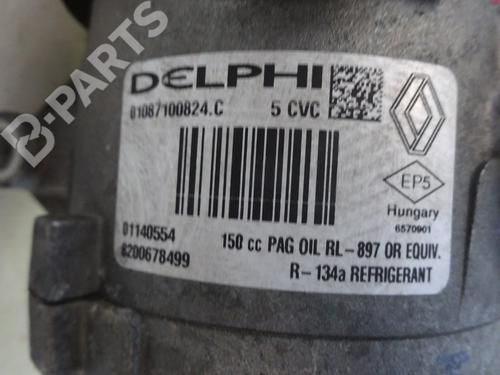 B-PARTS
DELPHI
01087100824.C 5 CVC
EP5
Hungary
6570901
01140554
8200678499
150 cc PAG OIL RL-897 OR EQUIV.
R-134a REFRIGERANT